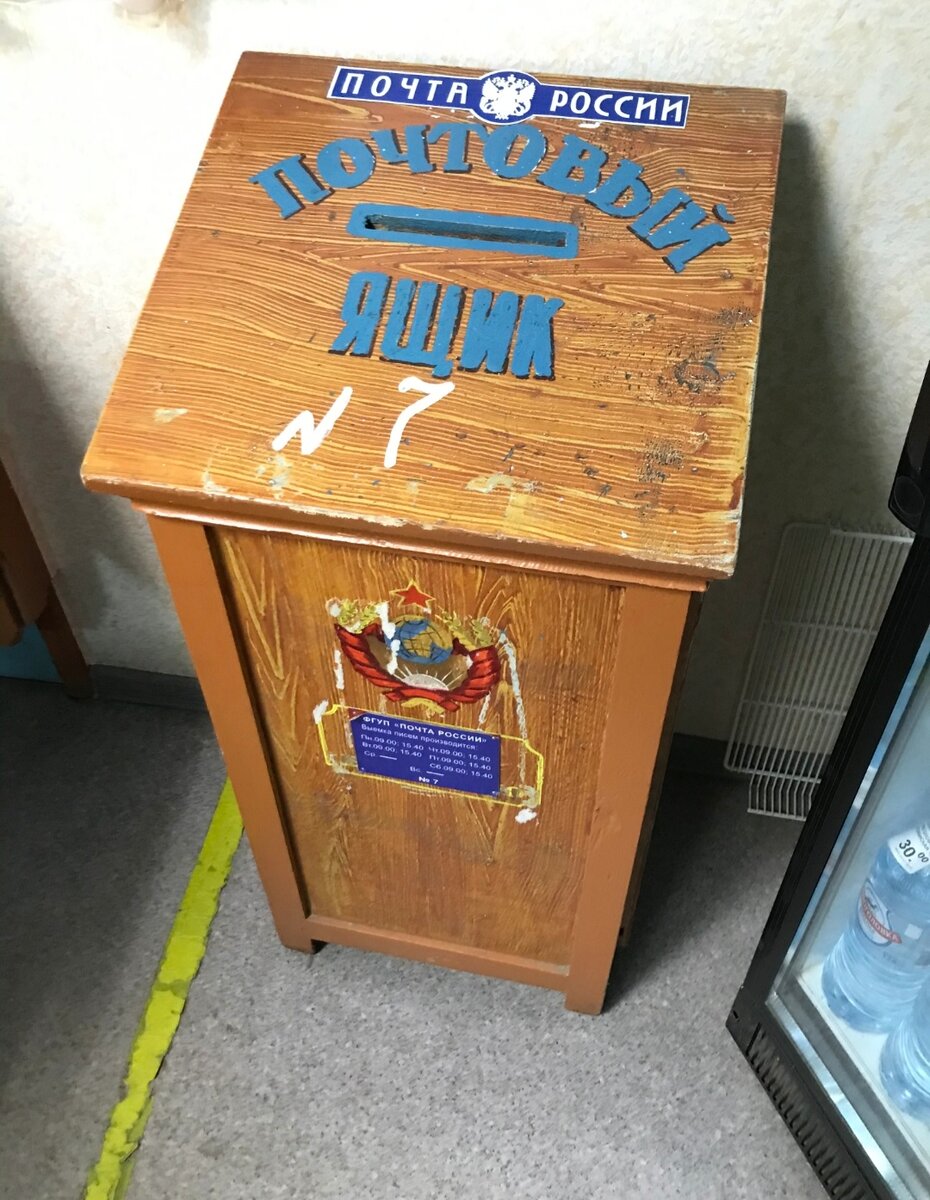 ПОЧТА РОССИИ
ПОЧТОВЫЙ
ЯЩИК
N 7
ФГУП «ПОЧТА РОССИИ»
Выемка писем производится:
Пн.09.00; 15.40 Чт.09.00; 15.40
Вт.09.00; 15.40 Пт.09.00; 15.40
Ср. — Сб.09.00; 15.40
Вс. —
№ 7
30.00